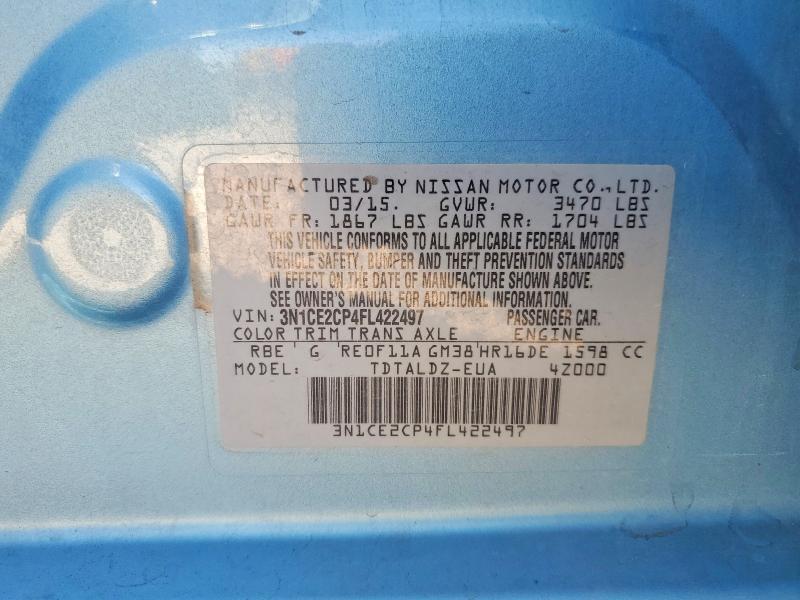 MANUFACTURED BY NISSAN MOTOR CO., LTD.
DATE: 03/15. GVWR: 3470 LBS
GAWR FR: 1867 LBS GAWR RR: 1704 LBS
THIS VEHICLE CONFORMS TO ALL APPLICABLE FEDERAL MOTOR
VEHICLE SAFETY, BUMPER AND THEFT PREVENTION STANDARDS
IN EFFECT ON THE DATE OF MANUFACTURE SHOWN ABOVE.
SEE OWNER'S MANUAL FOR ADDITIONAL INFORMATION.
VIN: 3N1CE2CP4FL422497 PASSENGER CAR.
COLOR TRIM TRANS AXLE ENGINE
RBE G RE0F11A GM38 HR16DE 1598 CC
MODEL: TDTALDZ-EUA 4Z000
3N1CE2CP4FL422497